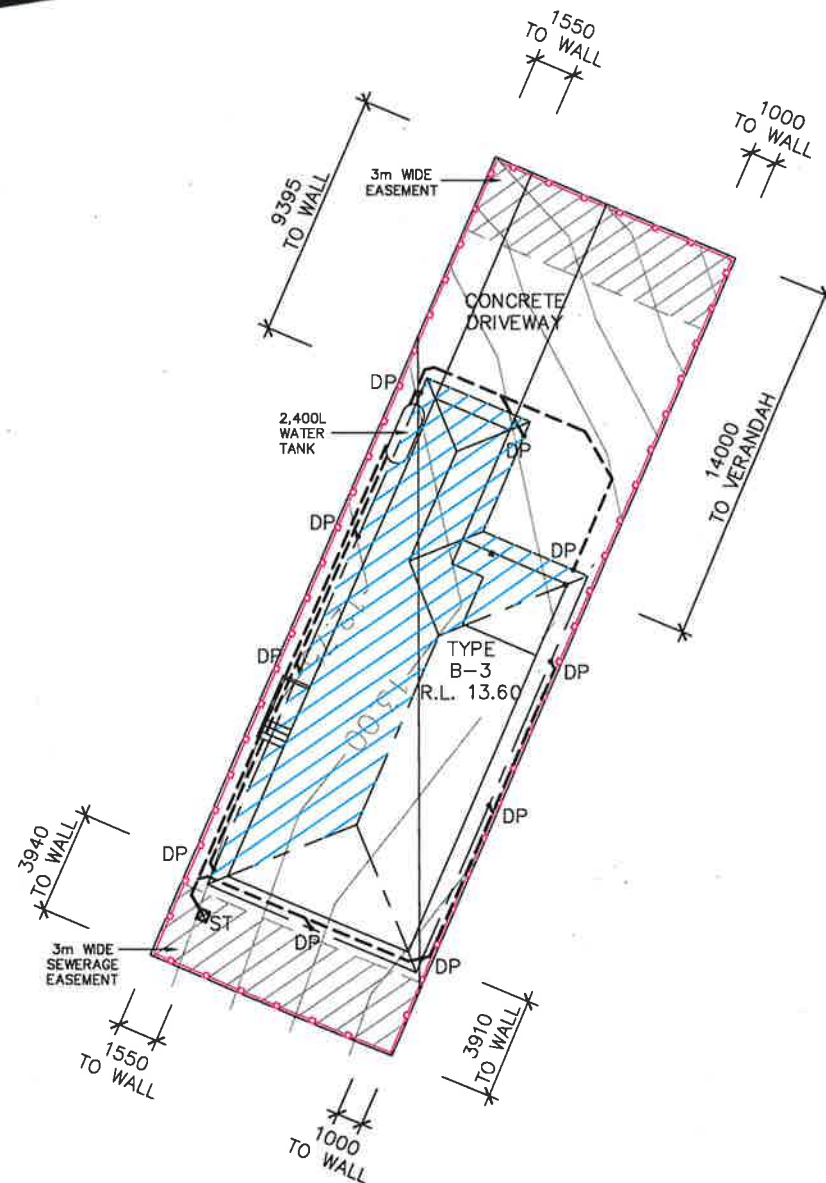 1550
TO WALL
1000
TO WALL
9395
TO WALL
3m WIDE
EASEMENT
CONCRETE
DRIVEWAY
DP
2,400L
WATER
TANK
DP
14000
TO VERANDAH
DP
DP
DP
TYPE
B-3
R.L. 13.60
DP
13.00
DP
3940
TO WALL
DP
ST
DP
DP
3m WIDE
SEWERAGE
EASEMENT
3910
TO WALL
1550
TO WALL
1000
TO WALL